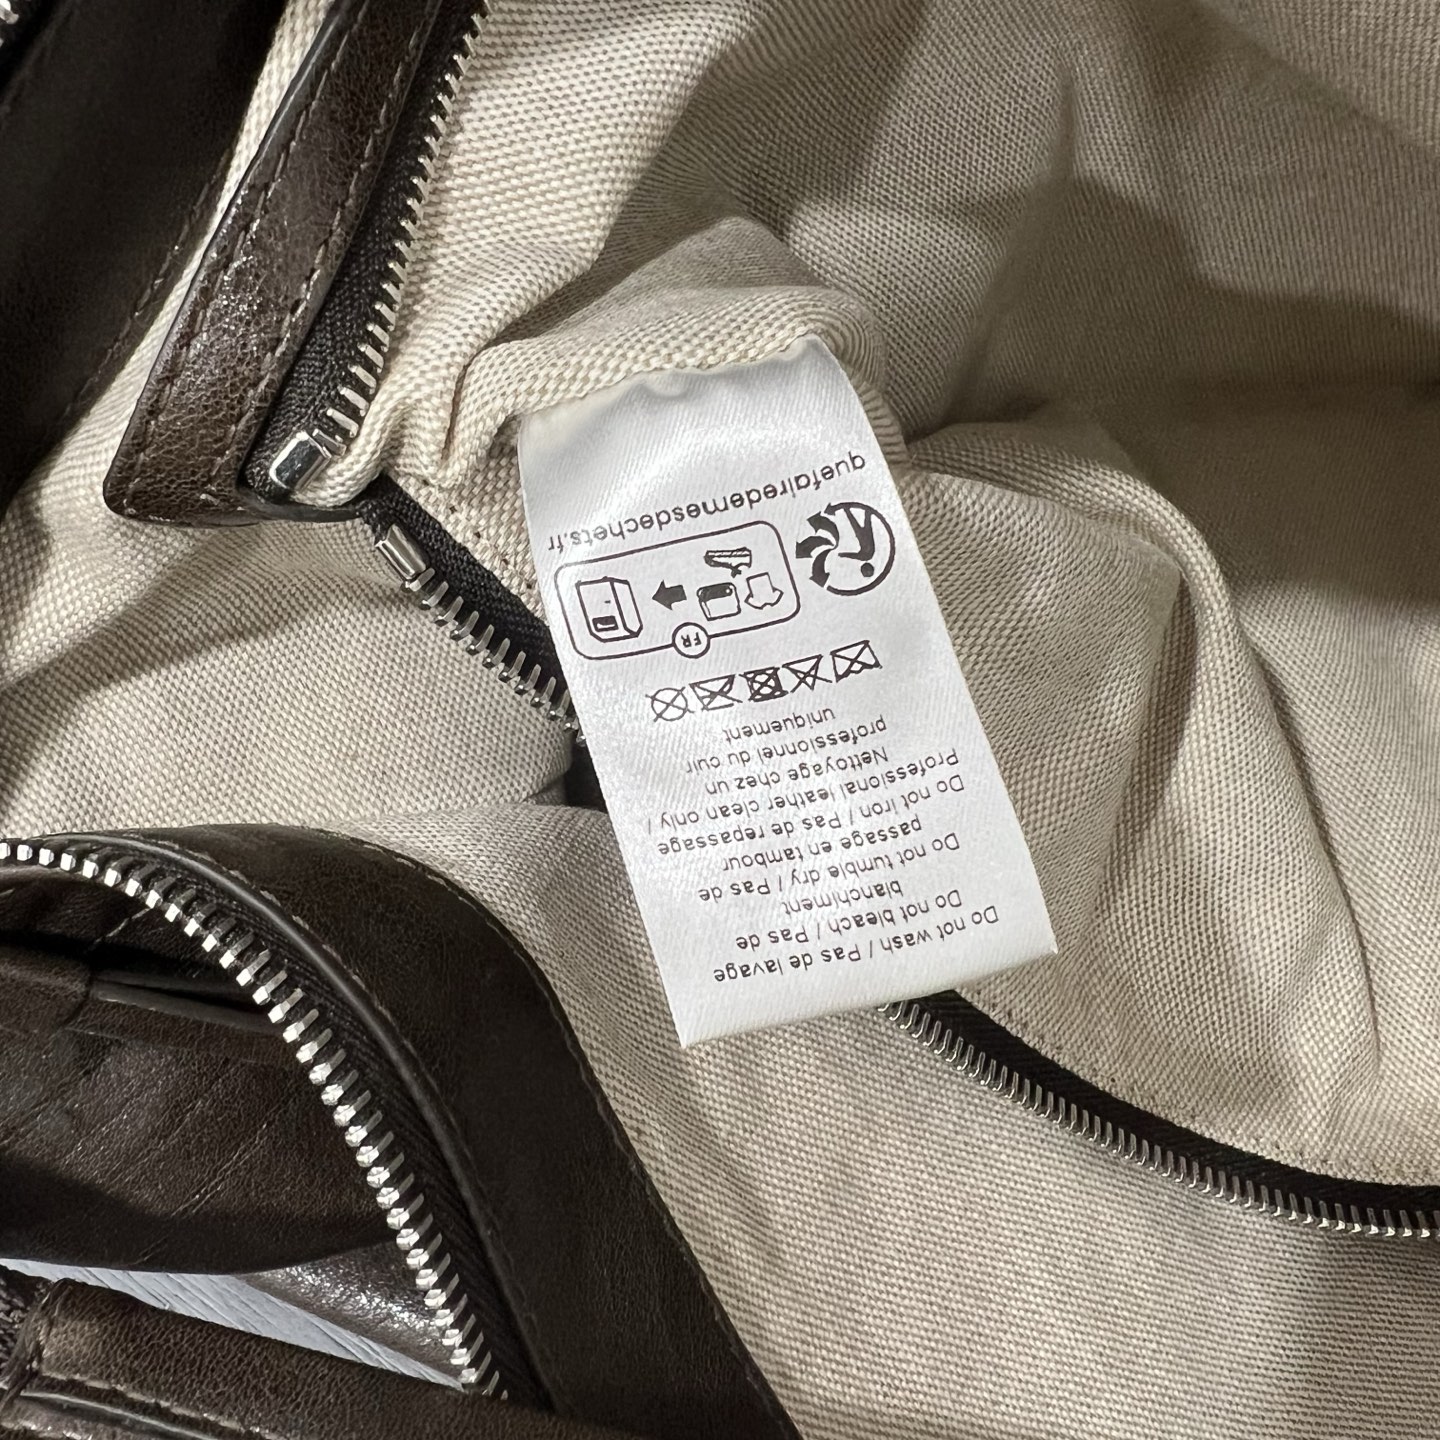 Do not wash / Pas de lavage
Do not bleach / Pas de
blanchiment
Do not tumble dry / Pas de
passage en tambour
Do not iron / Pas de repassage
Professional leather clean only /
Nettoyage chez un
professionnel du cuir
uniquement
FR
quefairedemesdechets.fr